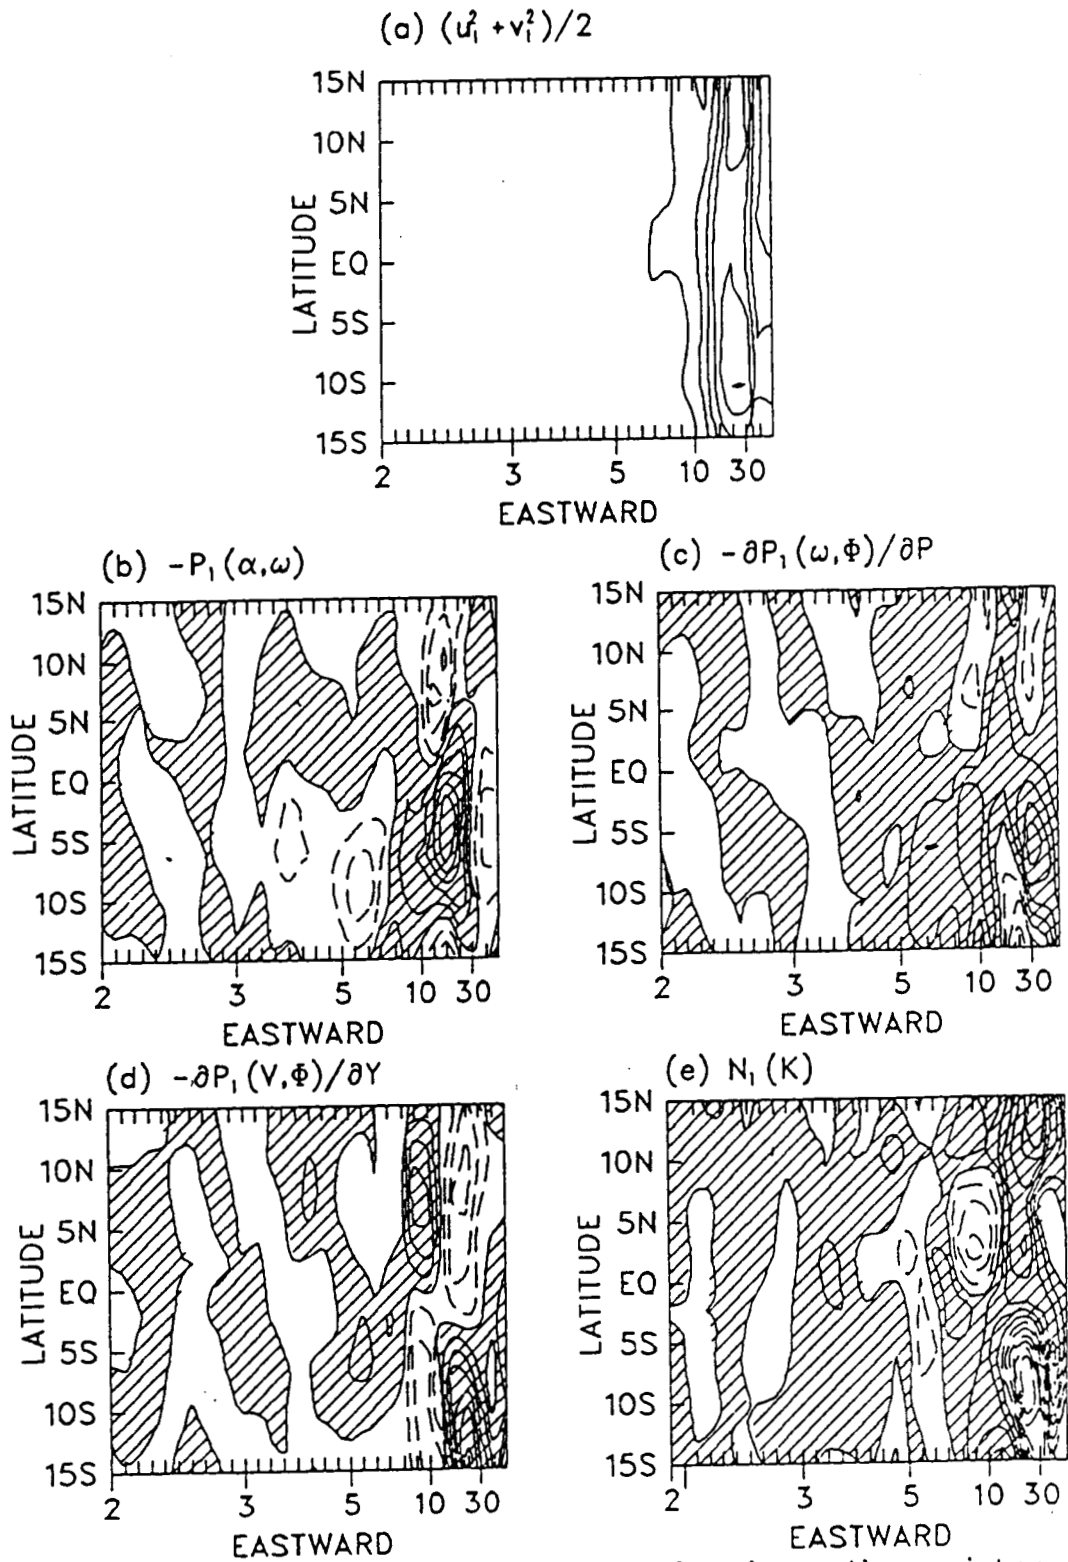 (a) (u₁² + v₁²)/2
15N
10N
5N
EQ
5S
10S
15S
LATITUDE
2 3 5 10 30
EASTWARD
(b) -P₁(α,ω)
15N
10N
5N
EQ
5S
10S
15S
LATITUDE
2 3 5 10 30
EASTWARD
(c) -∂P₁(ω,Φ)/∂P
15N
10N
5N
EQ
5S
10S
15S
LATITUDE
2 3 5 10 30
EASTWARD
(d) -∂P₁(V,Φ)/∂Y
15N
10N
5N
EQ
5S
10S
15S
LATITUDE
2 3 5 10 30
EASTWARD
(e) N₁(K)
15N
10N
5N
EQ
5S
10S
15S
LATITUDE
2 3 5 10 30
EASTWARD